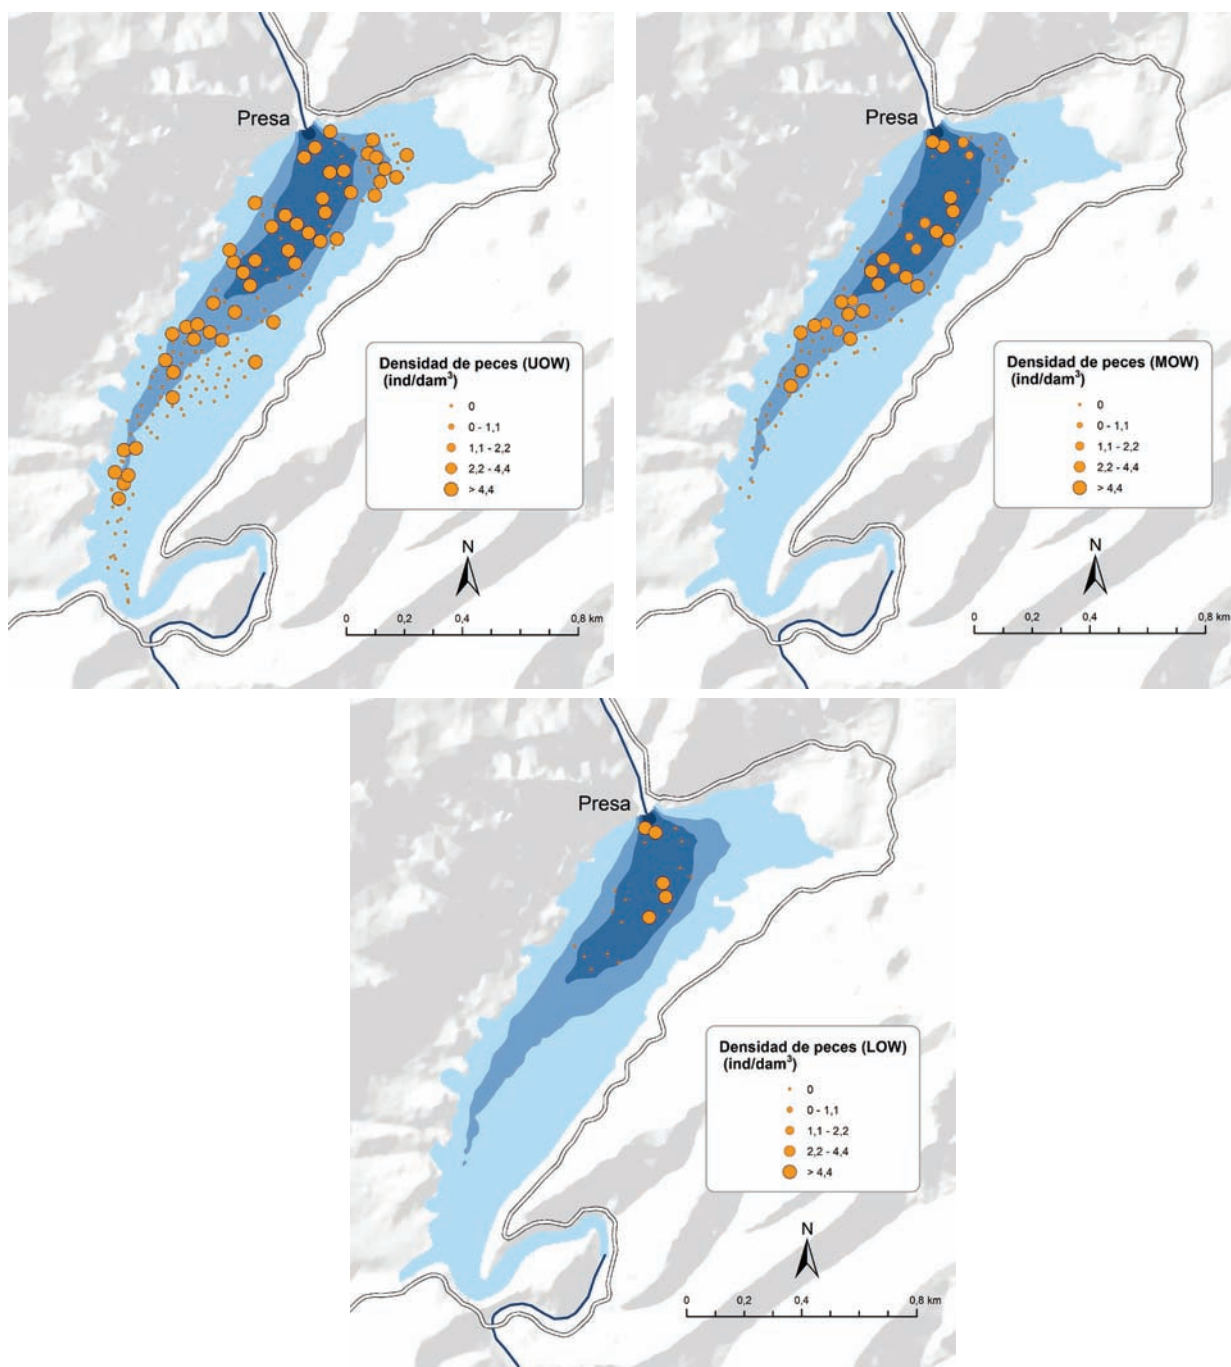 Presa
Densidad de peces (UOW)
(ind/dam³)
0
0 - 1,1
1,1 - 2,2
2,2 - 4,4
> 4,4
N
0 0,2 0,4 0,8 km
Presa
Densidad de peces (MOW)
(ind/dam³)
0
0 - 1,1
1,1 - 2,2
2,2 - 4,4
> 4,4
N
0 0,2 0,4 0,8 km
Presa
Densidad de peces (LOW)
(ind/dam³)
0
0 - 1,1
1,1 - 2,2
2,2 - 4,4
> 4,4
N
0 0,2 0,4 0,8 km